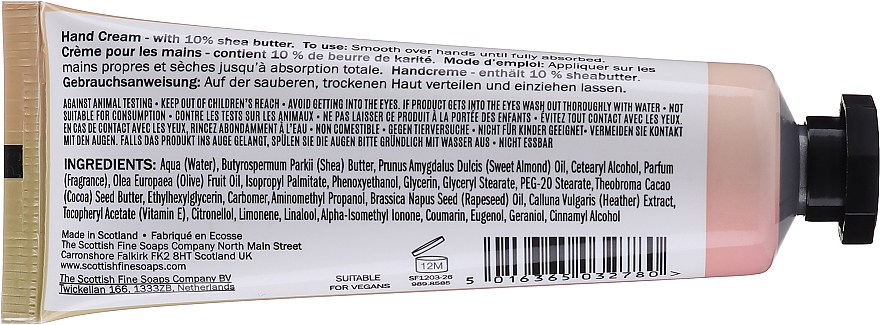 Hand Cream - with 10% shea butter. To use: Smooth over hands until fully absorbed.
Crème pour les mains - contient 10 % de beurre de karité. Mode d'emploi: Appliquer sur les
mains propres et sèches jusqu'à absorption totale. Handcreme - enthält 10 % sheabutter.
Gebrauchsanweisung: Auf der sauberen, trockenen Haut verteilen und einziehen lassen.
AGAINST ANIMAL TESTING • KEEP OUT OF CHILDREN'S REACH • AVOID GETTING INTO THE EYES. IF PRODUCT GETS INTO THE EYES WASH OUT THOROUGHLY WITH WATER • NOT
SUITABLE FOR CONSUMPTION • CONTRE LES TESTS SUR LES ANIMAUX • NE PAS LAISSER CE PRODUIT À LA PORTÉE DES ENFANTS • ÉVITEZ TOUT CONTACT AVEC LES YEUX.
EN CAS DE CONTACT AVEC LES YEUX, RINCEZ ABONDAMMENT À L'EAU • NON COMESTIBLE • GEGEN TIERVERSUCHE • NICHT FÜR KINDER GEEIGNET • VERMEIDEN SIE KONTAKT
MIT DEN AUGEN. FALLS DAS PRODUKT INS AUGE GELANGT, SPÜLEN SIE DIE AUGEN BITTE GRÜNDLICH MIT WASSER AUS • NICHT ESSBAR
INGREDIENTS: Aqua (Water), Butyrospermum Parkii (Shea) Butter, Prunus Amygdalus Dulcis (Sweet Almond) Oil, Cetearyl Alcohol, Parfum
(Fragrance), Olea Europaea (Olive) Fruit Oil, Isopropyl Palmitate, Phenoxyethanol, Glycerin, Glyceryl Stearate, PEG-20 Stearate, Theobroma Cacao
(Cocoa) Seed Butter, Ethylhexylglycerin, Carbomer, Aminomethyl Propanol, Brassica Napus Seed (Rapeseed) Oil, Calluna Vulgaris (Heather) Extract,
Tocopheryl Acetate (Vitamin E), Citronellol, Limonene, Linalool, Alpha-Isomethyl Ionone, Coumarin, Eugenol, Geraniol, Cinnamyl Alcohol
Made in Scotland • Fabriqué en Ecosse
The Scottish Fine Soaps Company North Main Street
Carronshore Falkirk FK2 8HT Scotland UK
www.scottishfinesoaps.com
The Scottish Fine Soaps Company BV
Twickellaan 166, 1333ZB, Netherlands
SUITABLE
FOR VEGANS
12M
SF1203-26
989.8585
5 016365 032780 >